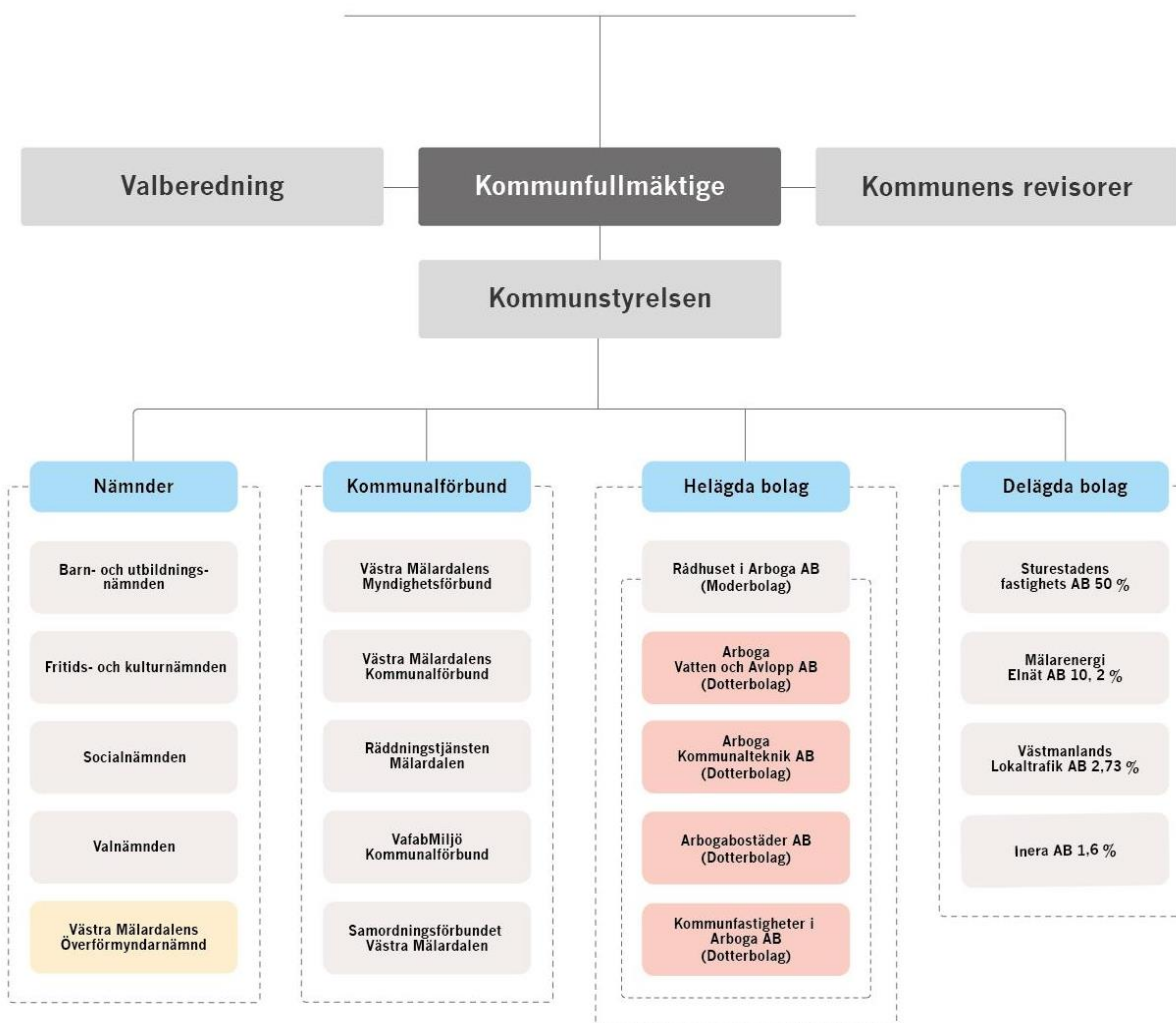 Valberedning
Kommunfullmäktige
Kommunens revisorer
Kommunstyrelsen
Nämnder
Barn- och utbildnings-
nämnden
Fritids- och kulturnämnden
Socialnämnden
Valnämnden
Västra Mälardalens
Överförmyndarnämnd
Kommunalförbund
Västra Mälardalens
Myndighetsförbund
Västra Mälardalens
Kommunalförbund
Räddningstjänsten
Mälardalen
VafabMiljö
Kommunalförbund
Samordningsförbundet
Västra Mälardalen
Helägda bolag
Rådhuset i Arboga AB
(Moderbolag)
Arboga
Vatten och Avlopp AB
(Dotterbolag)
Arboga
Kommunalteknik AB
(Dotterbolag)
Arbogabostäder AB
(Dotterbolag)
Kommunfastigheter i
Arboga AB
(Dotterbolag)
Delägda bolag
Sturestadens
fastighets AB 50 %
Mälarenergi
Elnät AB 10, 2 %
Västmanlands
Lokaltrafik AB 2,73 %
Inera AB 1,6 %